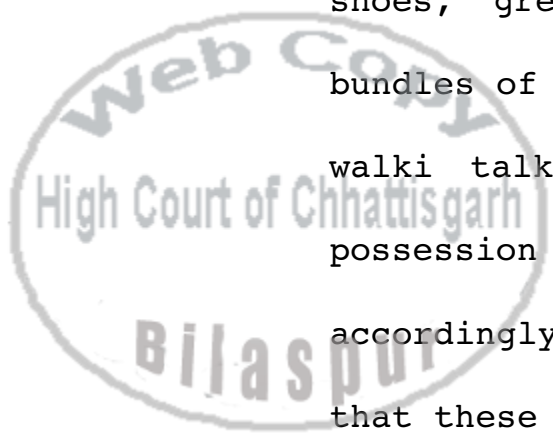 shoes, gre
Web Copy
bundles of
walki talk
High Court of Chhattisgarh
possession
accordingly
Bilaspur
that these